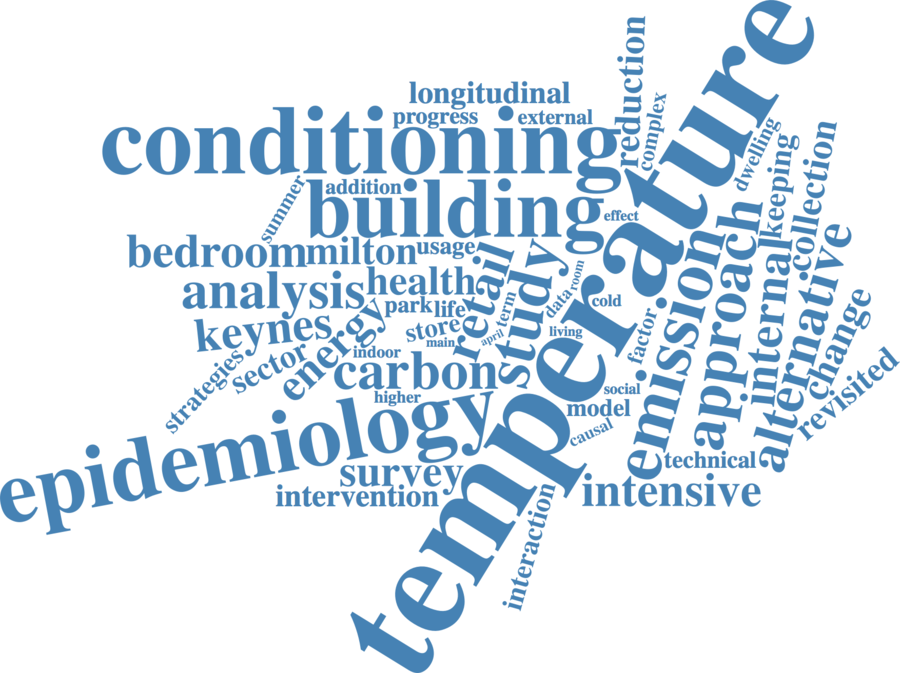 longitudinal
progress
external
conditioning
reduction
complex
temperature
dwelling
keeping
collection
addition
summer
building
effect
bedroom
milton
usage
analysis
health
park
life
retail
term
study
data
room
cold
keynes
energy
store
main
april
living
factor
emission
approach
internal
alternative
change
revisited
strategies
sector
indoor
carbon
higher
social
model
causal
epidemiology
survey
technical
intervention
intensive
interaction